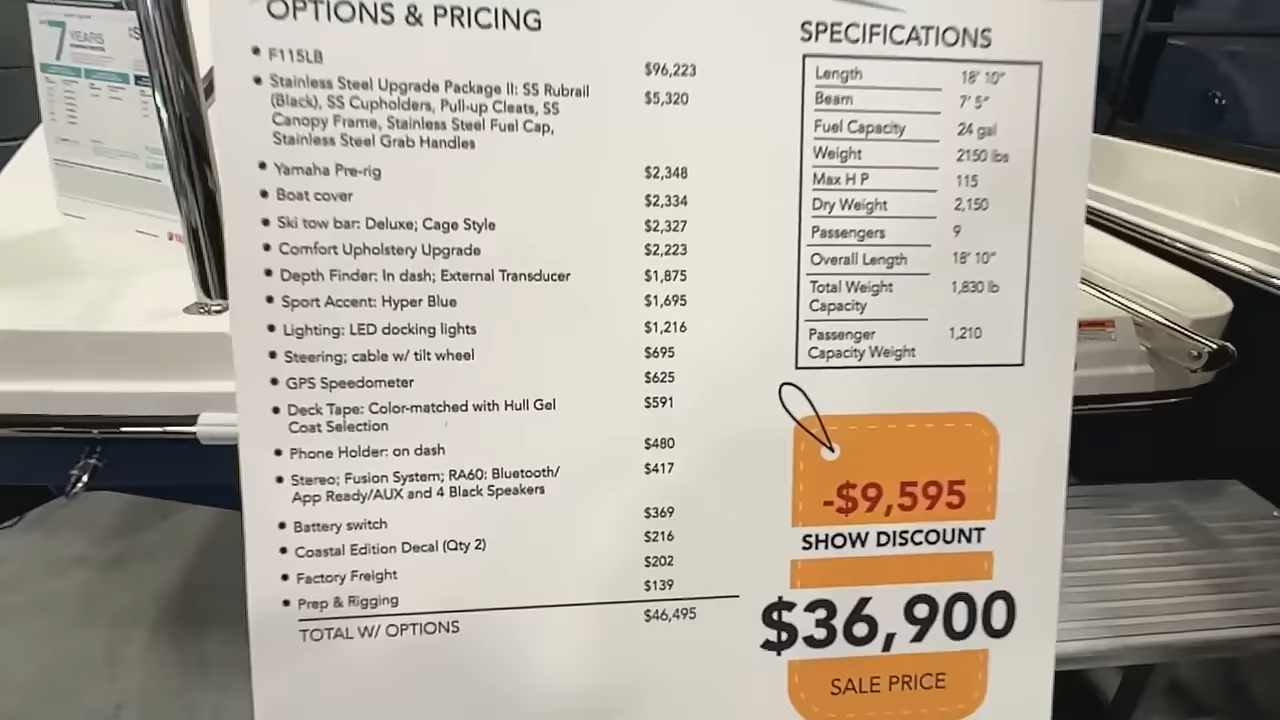 OPTIONS & PRICING
F115LB
$96,223
Stainless Steel Upgrade Package II: SS Rubrail
(Black), SS Cupholders, Pull-up Cleats, SS
Canopy Frame, Stainless Steel Fuel Cap,
Stainless Steel Grab Handles
$5,320
Yamaha Pre-rig
$2,348
Boat cover
$2,334
Ski tow bar: Deluxe; Cage Style
$2,327
Comfort Upholstery Upgrade
$2,223
Depth Finder: In dash; External Transducer
$1,875
Sport Accent: Hyper Blue
$1,695
Lighting: LED docking lights
$1,216
Steering; cable w/ tilt wheel
$695
GPS Speedometer
$625
Deck Tape: Color-matched with Hull Gel
Coat Selection
$591
Phone Holder: on dash
$480
Stereo; Fusion System; RA60: Bluetooth/
App Ready/AUX and 4 Black Speakers
$417
Battery switch
$369
Coastal Edition Decal (Qty 2)
$216
Factory Freight
$202
Prep & Rigging
$139
TOTAL W/ OPTIONS
$46,495
SPECIFICATIONS
Length 18' 10"
Beam 7' 5"
Fuel Capacity 24 gal
Weight 2150 lbs
Max H P 115
Dry Weight 2,150
Passengers 9
Overall Length 18' 10"
Total Weight 1,830 lb
Capacity
Passenger 1,210
Capacity Weight
-$9,595
SHOW DISCOUNT
$36,900
SALE PRICE
7 YEARS